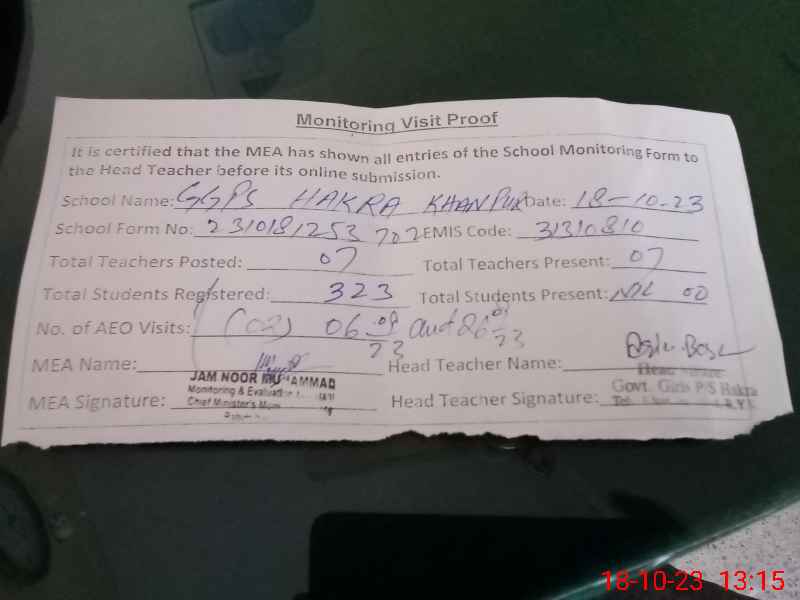 Monitoring Visit Proof
It is certified that the MEA has shown all entries of the School Monitoring Form to
the Head Teacher before its online submission.
School Name: GGPS HAKRA KHANPUR Date: 18-10-23
School Form No: 2310181253702 EMIS Code: 31310810
Total Teachers Posted: 07 Total Teachers Present: 07
Total Students Registered: 323 Total Students Present: NIL 00
No. of AEO Visits: (02) 06-09-23 and 26-09-23
MEA Name: Head Teacher Name:
JAM NOOR MUHAMMAD
Monitoring & Evaluation
MEA Signature: Chief Minister's Head Teacher Signature:
Govt. Girls P/S Hakra
18-10-23 13:15